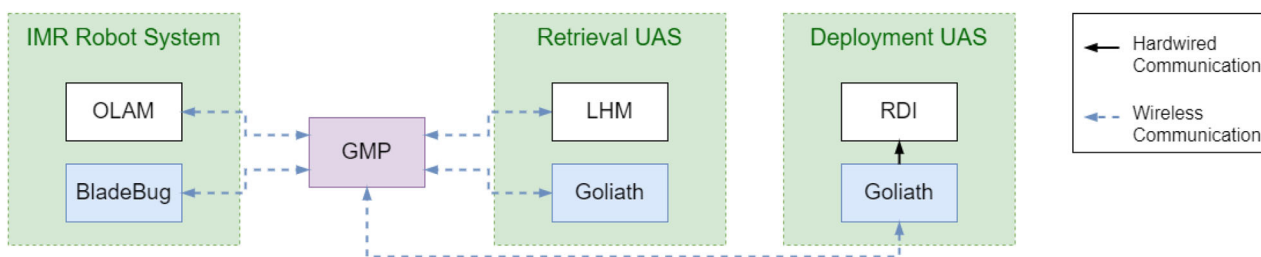 IMR Robot System
OLAM
BladeBug
GMP
Retrieval UAS
LHM
Goliath
Deployment UAS
RDI
Goliath
Hardwired
Communication
Wireless
Communication